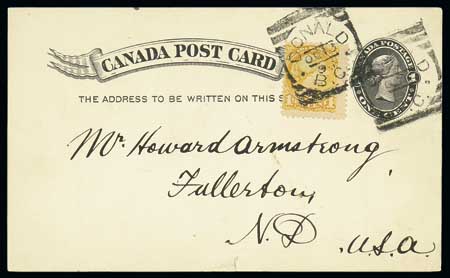 CANADA POST CARD
THE ADDRESS TO BE WRITTEN ON THIS S
DONALD
B.C.
CANADA POSTAGE
ONE CENT
Mr. Howard Armstrong
Fullerton,
N. D.
U.S.A.